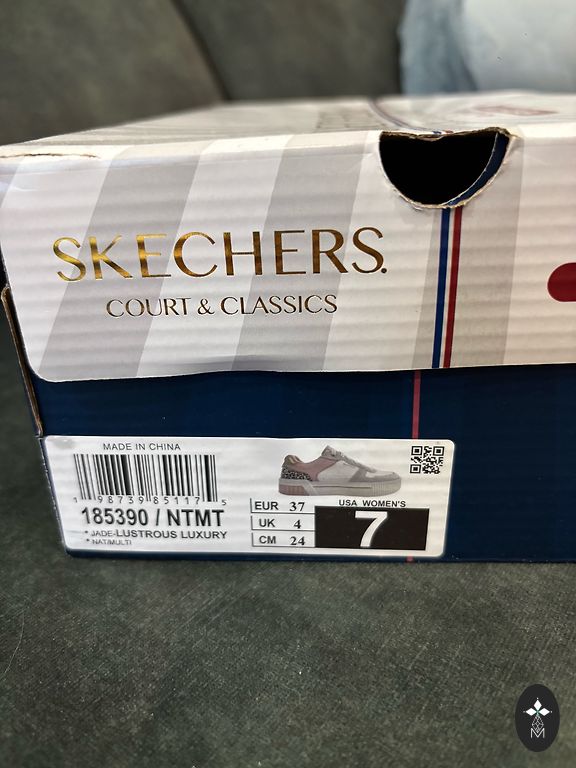 SKECHERS.
COURT & CLASSICS
MADE IN CHINA
1 98739 85117 5
185390 / NTMT
* JADE-LUSTROUS LUXURY
* NAT/MULTI
EUR 37
UK 4
CM 24
USA WOMEN'S
7
M